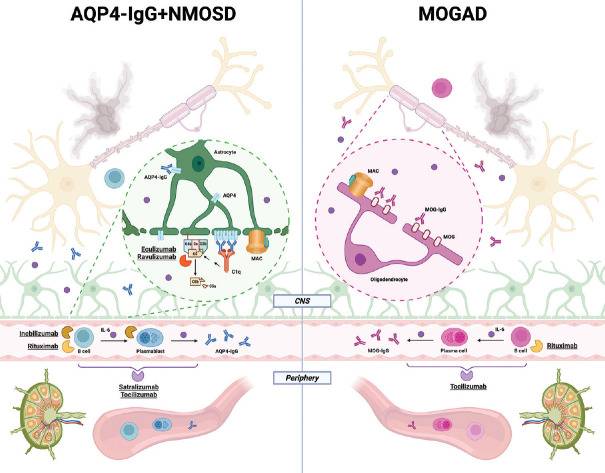 AQP4-IgG+NMOSD
MOGAD
Astrocyte
AQP4-IgG
AQP4
Eculizumab
Ravulizumab
C1q
MAC
MAC
MOG-IgG
MOG
Oligodendrocyte
CNS
Inebilizumab
Rituximab
IL-6
B cell
Plasmablast
AQP4-IgG
MOG-IgG
Plasma cell
IL-6
B cell
Rituximab
Periphery
Satralizumab
Tocilizumab
Tocilizumab